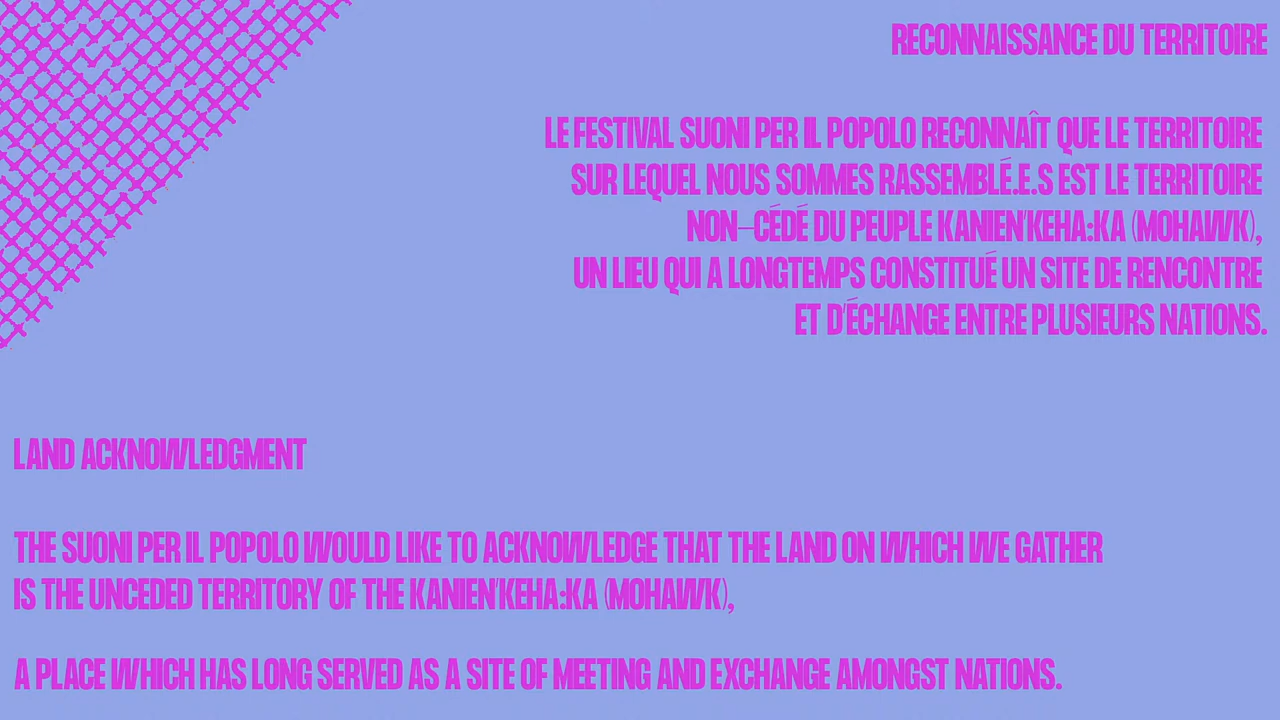 RECONNAISSANCE DU TERRITOIRE
LE FESTIVAL SUONI PER IL POPOLO RECONNAÎT QUE LE TERRITOIRE
SUR LEQUEL NOUS SOMMES RASSEMBLÉ.E.S EST LE TERRITOIRE
NON–CÉDÉ DU PEUPLE KANIEN'KEHA:KA (MOHAWK),
UN LIEU QUI A LONGTEMPS CONSTITUÉ UN SITE DE RENCONTRE
ET D'ÉCHANGE ENTRE PLUSIEURS NATIONS.
LAND ACKNOWLEDGMENT
THE SUONI PER IL POPOLO WOULD LIKE TO ACKNOWLEDGE THAT THE LAND ON WHICH WE GATHER
IS THE UNCEDED TERRITORY OF THE KANIEN'KEHA:KA (MOHAWK),
A PLACE WHICH HAS LONG SERVED AS A SITE OF MEETING AND EXCHANGE AMONGST NATIONS.